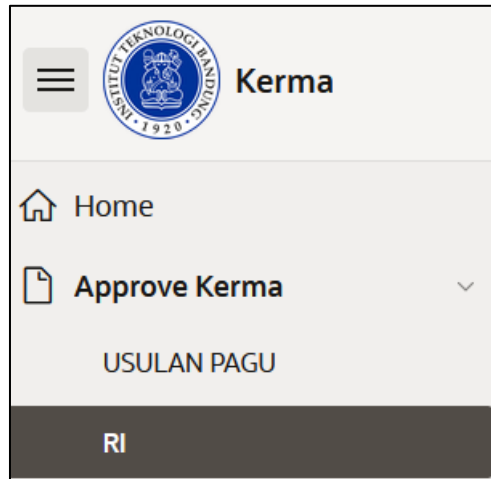 INSTITUT TEKNOLOGI BANDUNG
1920
Kerma
Home
Approve Kerma
USULAN PAGU
RI